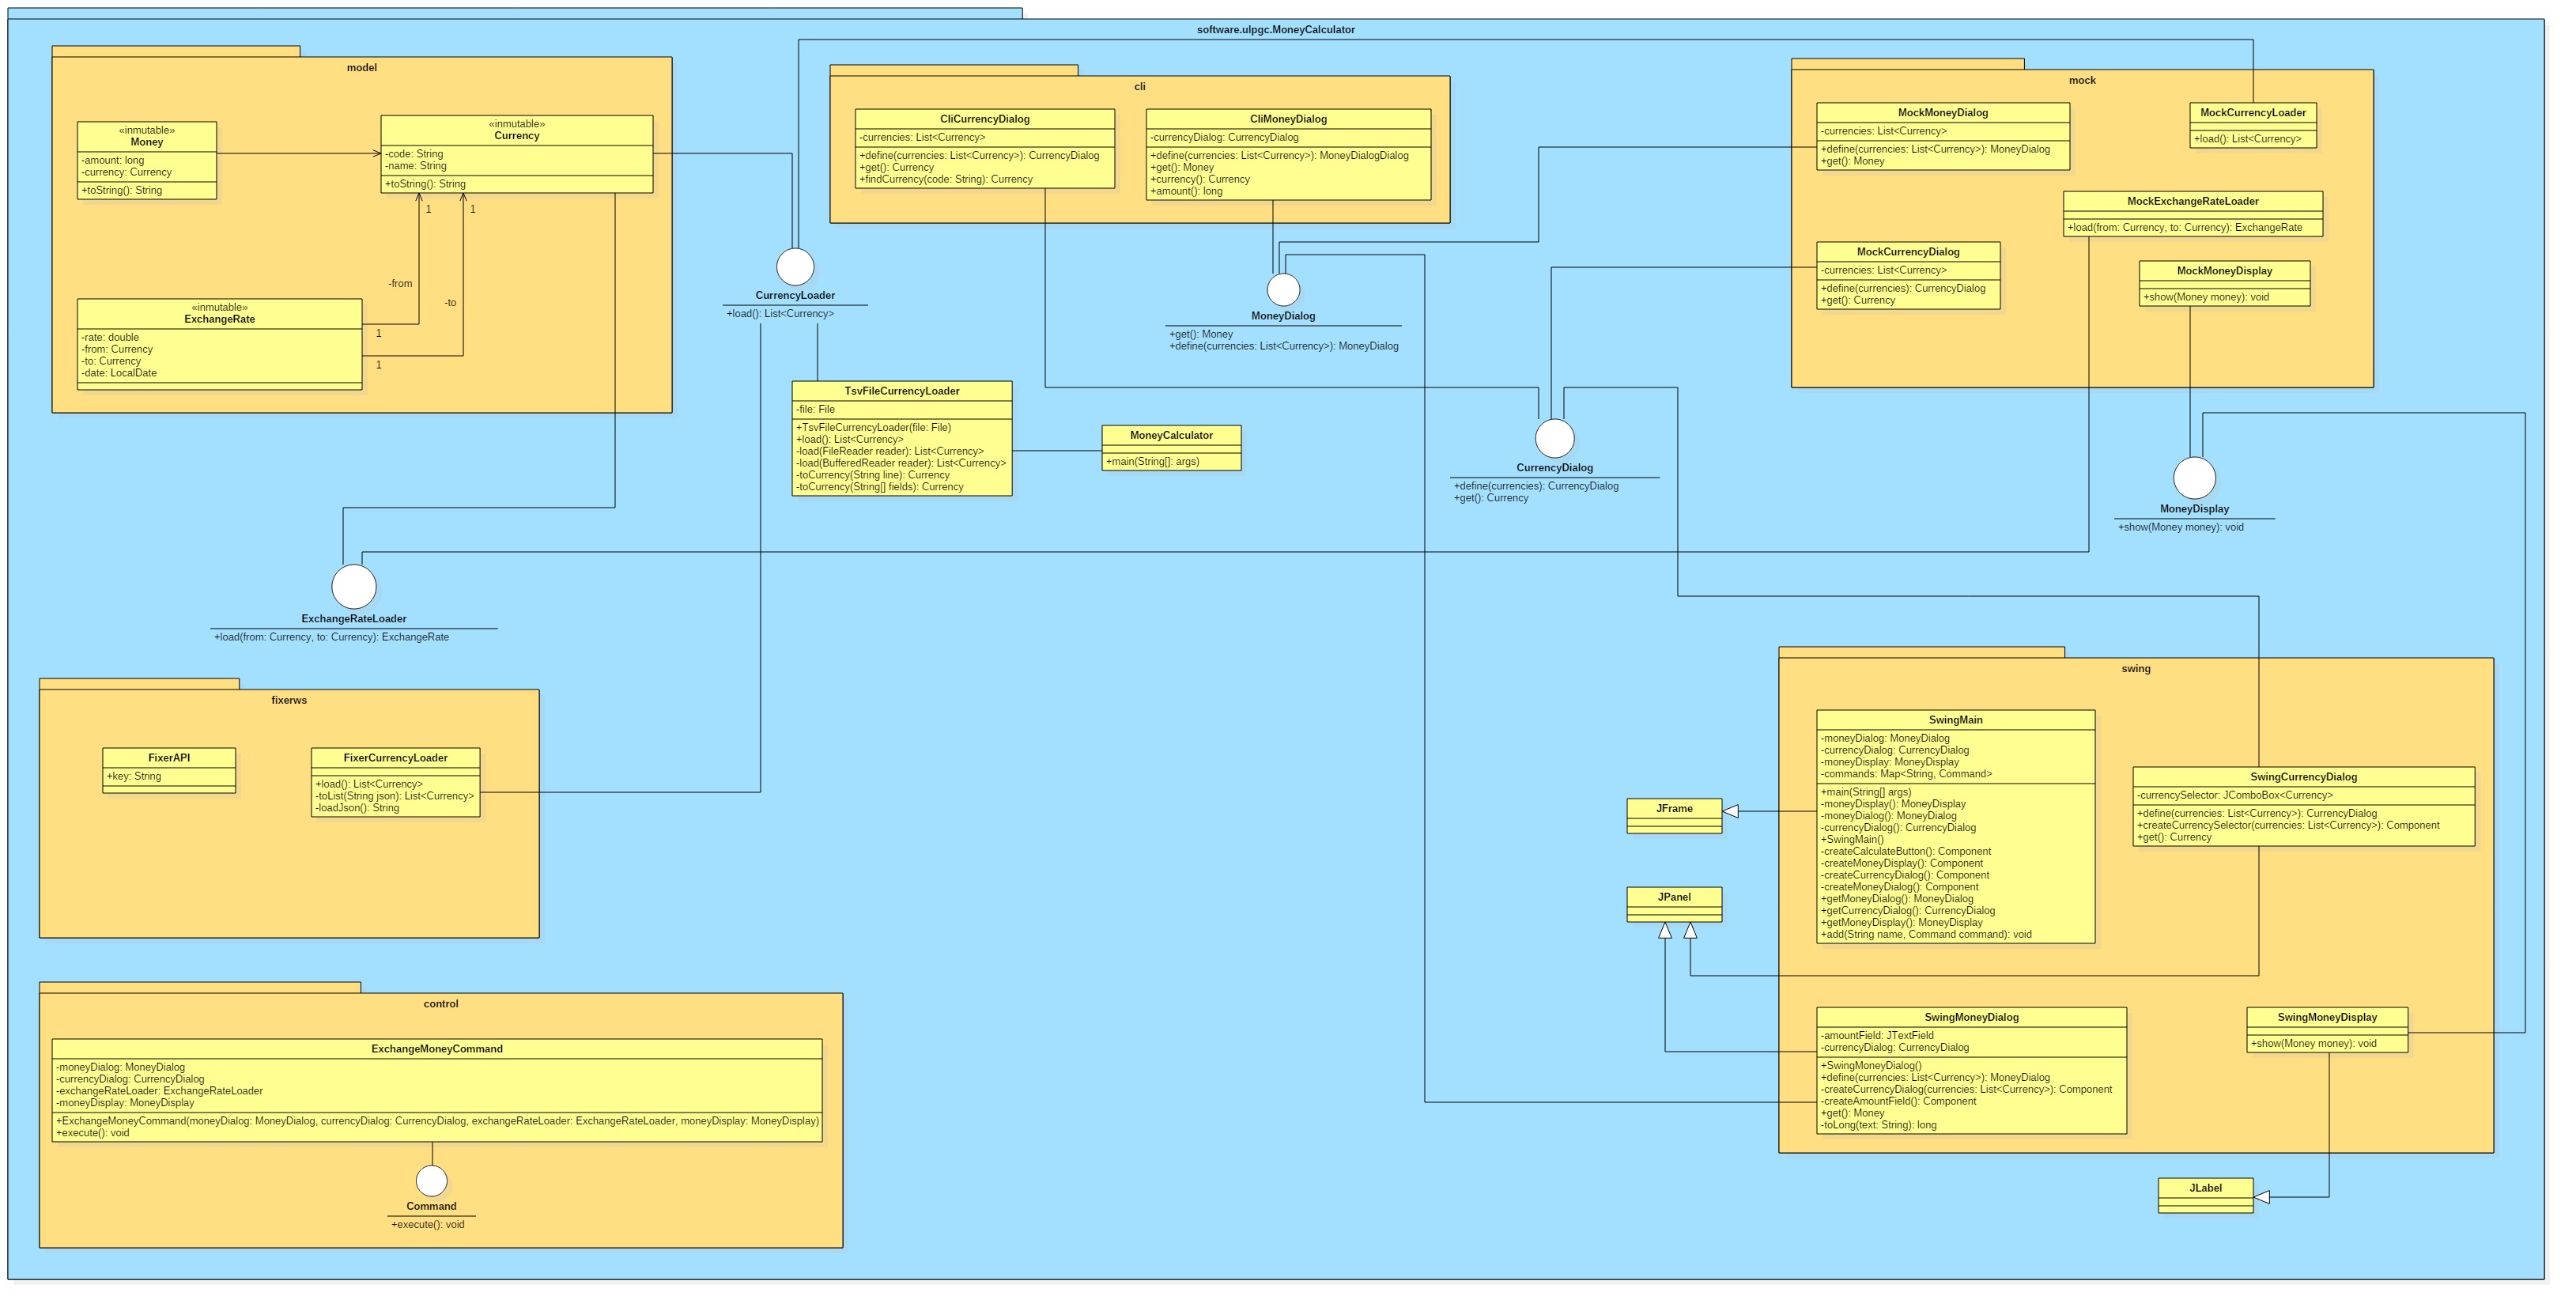 software.ulpgc.MoneyCalculator
model
«inmutable»
Money
-amount: long
-currency: Currency
+toString(): String
«inmutable»
Currency
-code: String
-name: String
+toString(): String
1
1
-from
-to
«inmutable»
ExchangeRate
-rate: double
-from: Currency
-to: Currency
-date: LocalDate
1
1
cli
CliCurrencyDialog
-currencies: List<Currency>
+define(currencies: List<Currency>): CurrencyDialog
+get(): Currency
+findCurrency(code: String): Currency
CliMoneyDialog
-currencyDialog: CurrencyDialog
+define(currencies: List<Currency>): MoneyDialogDialog
+get(): Money
+currency(): Currency
+amount(): long
mock
MockMoneyDialog
-currencies: List<Currency>
+define(currencies: List<Currency>): MoneyDialog
+get(): Money
MockCurrencyLoader
+load(): List<Currency>
MockExchangeRateLoader
+load(from: Currency, to: Currency): ExchangeRate
MockCurrencyDialog
-currencies: List<Currency>
+define(currencies): CurrencyDialog
+get(): Currency
MockMoneyDisplay
+show(Money money): void
CurrencyLoader
+load(): List<Currency>
MoneyDialog
+get(): Money
+define(currencies: List<Currency>): MoneyDialog
TsvFileCurrencyLoader
-file: File
+TsvFileCurrencyLoader(file: File)
+load(): List<Currency>
-load(FileReader reader): List<Currency>
-load(BufferedReader reader): List<Currency>
-toCurrency(String line): Currency
-toCurrency(String[] fields): Currency
MoneyCalculator
+main(String[]: args)
CurrencyDialog
+define(currencies): CurrencyDialog
+get(): Currency
MoneyDisplay
+show(Money money): void
ExchangeRateLoader
+load(from: Currency, to: Currency): ExchangeRate
fixerws
FixerAPI
+key: String
FixerCurrencyLoader
+load(): List<Currency>
-toList(String json): List<Currency>
-loadJson(): String
swing
SwingMain
-moneyDialog: MoneyDialog
-currencyDialog: CurrencyDialog
-moneyDisplay: MoneyDisplay
-commands: Map<String, Command>
+main(String[] args)
-moneyDisplay(): MoneyDisplay
-moneyDialog(): MoneyDialog
-currencyDialog(): CurrencyDialog
+SwingMain()
-createCalculateButton(): Component
-createMoneyDisplay(): Component
-createCurrencyDialog(): Component
-createMoneyDialog(): Component
+getMoneyDialog(): MoneyDialog
+getCurrencyDialog(): CurrencyDialog
+getMoneyDisplay(): MoneyDisplay
+add(String name, Command command): void
SwingCurrencyDialog
-currencySelector: JComboBox<Currency>
+define(currencies: List<Currency>): CurrencyDialog
+createCurrencySelector(currencies: List<Currency>): Component
+get(): Currency
JFrame
JPanel
SwingMoneyDialog
-amountField: JTextField
-currencyDialog: CurrencyDialog
+SwingMoneyDialog()
+define(currencies: List<Currency>): MoneyDialog
-createCurrencyDialog(currencies: List<Currency>): Component
-createAmountField(): Component
+get(): Money
-toLong(text: String): long
SwingMoneyDisplay
+show(Money money): void
JLabel
control
ExchangeMoneyCommand
-moneyDialog: MoneyDialog
-currencyDialog: CurrencyDialog
-exchangeRateLoader: ExchangeRateLoader
-moneyDisplay: MoneyDisplay
+ExchangeMoneyCommand(moneyDialog: MoneyDialog, currencyDialog: CurrencyDialog, exchangeRateLoader: ExchangeRateLoader, moneyDisplay: MoneyDisplay)
+execute(): void
Command
+execute(): void